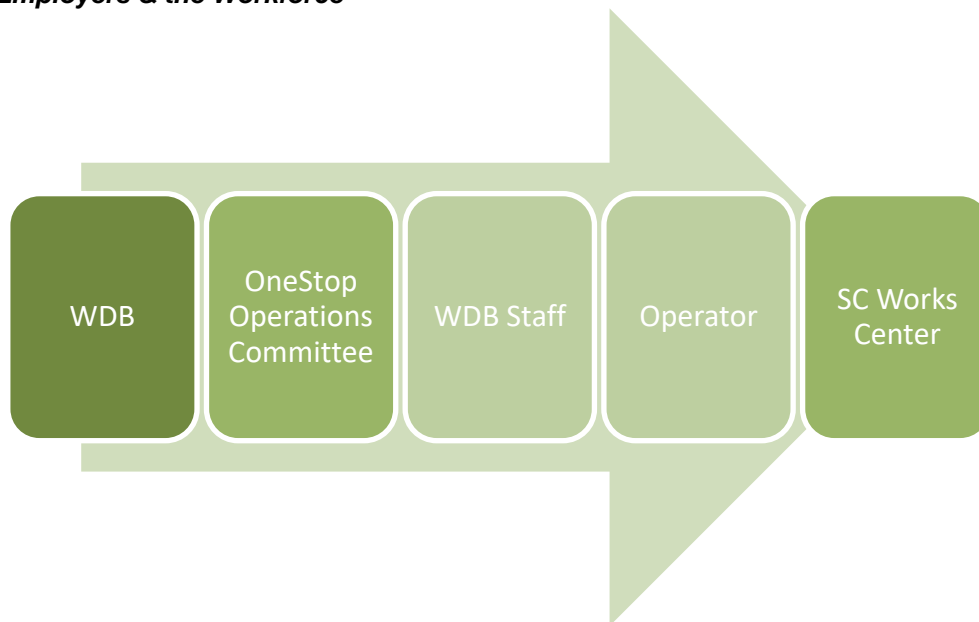 Employers & the Workforce
WDB
OneStop
Operations
Committee
WDB Staff
Operator
SC Works
Center